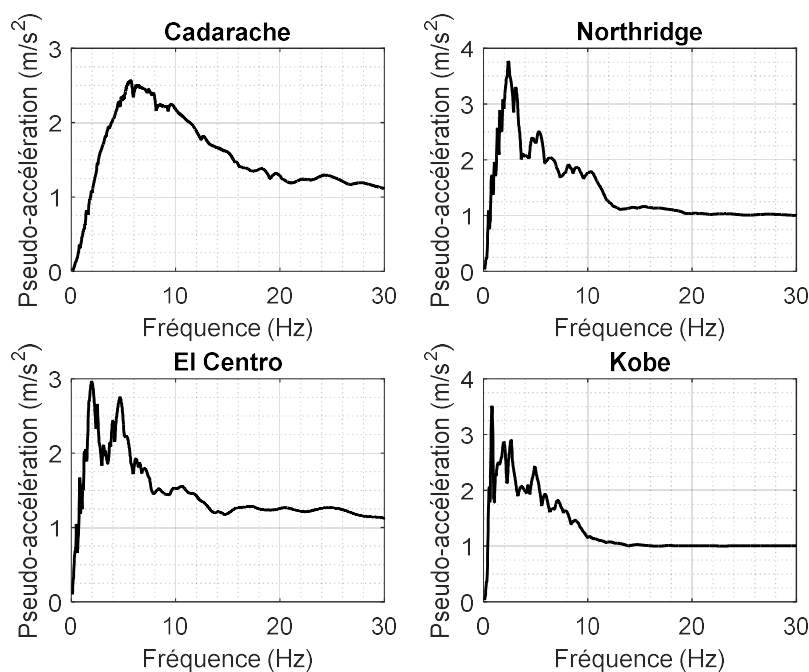 Cadarache
Pseudo-accélération (m/s²)
3
2
1
0
0 10 20 30
Fréquence (Hz)
Northridge
Pseudo-accélération (m/s²)
4
3
2
1
0
0 10 20 30
Fréquence (Hz)
El Centro
Pseudo-accélération (m/s²)
3
2
1
0
0 10 20 30
Fréquence (Hz)
Kobe
Pseudo-accélération (m/s²)
4
3
2
1
0
0 10 20 30
Fréquence (Hz)